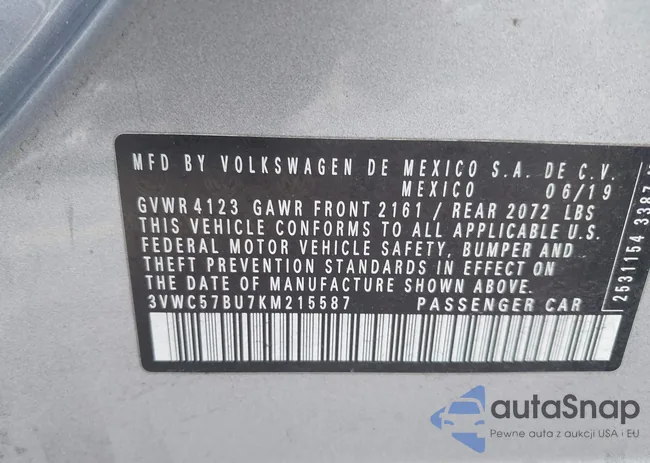 MFD BY VOLKSWAGEN DE MEXICO S.A. DE C.V.
MEXICO 06/19
GVWR 4123 GAWR FRONT 2161 / REAR 2072 LBS
THIS VEHICLE CONFORMS TO ALL APPLICABLE U.S.
FEDERAL MOTOR VEHICLE SAFETY, BUMPER AND
THEFT PREVENTION STANDARDS IN EFFECT ON THE
DATE OF MANUFACTURE SHOWN ABOVE.
3VWC57BU7KM215587 PASSENGER CAR
2531154 3387
autoSnap
Pewne auta z aukcji USA i EU